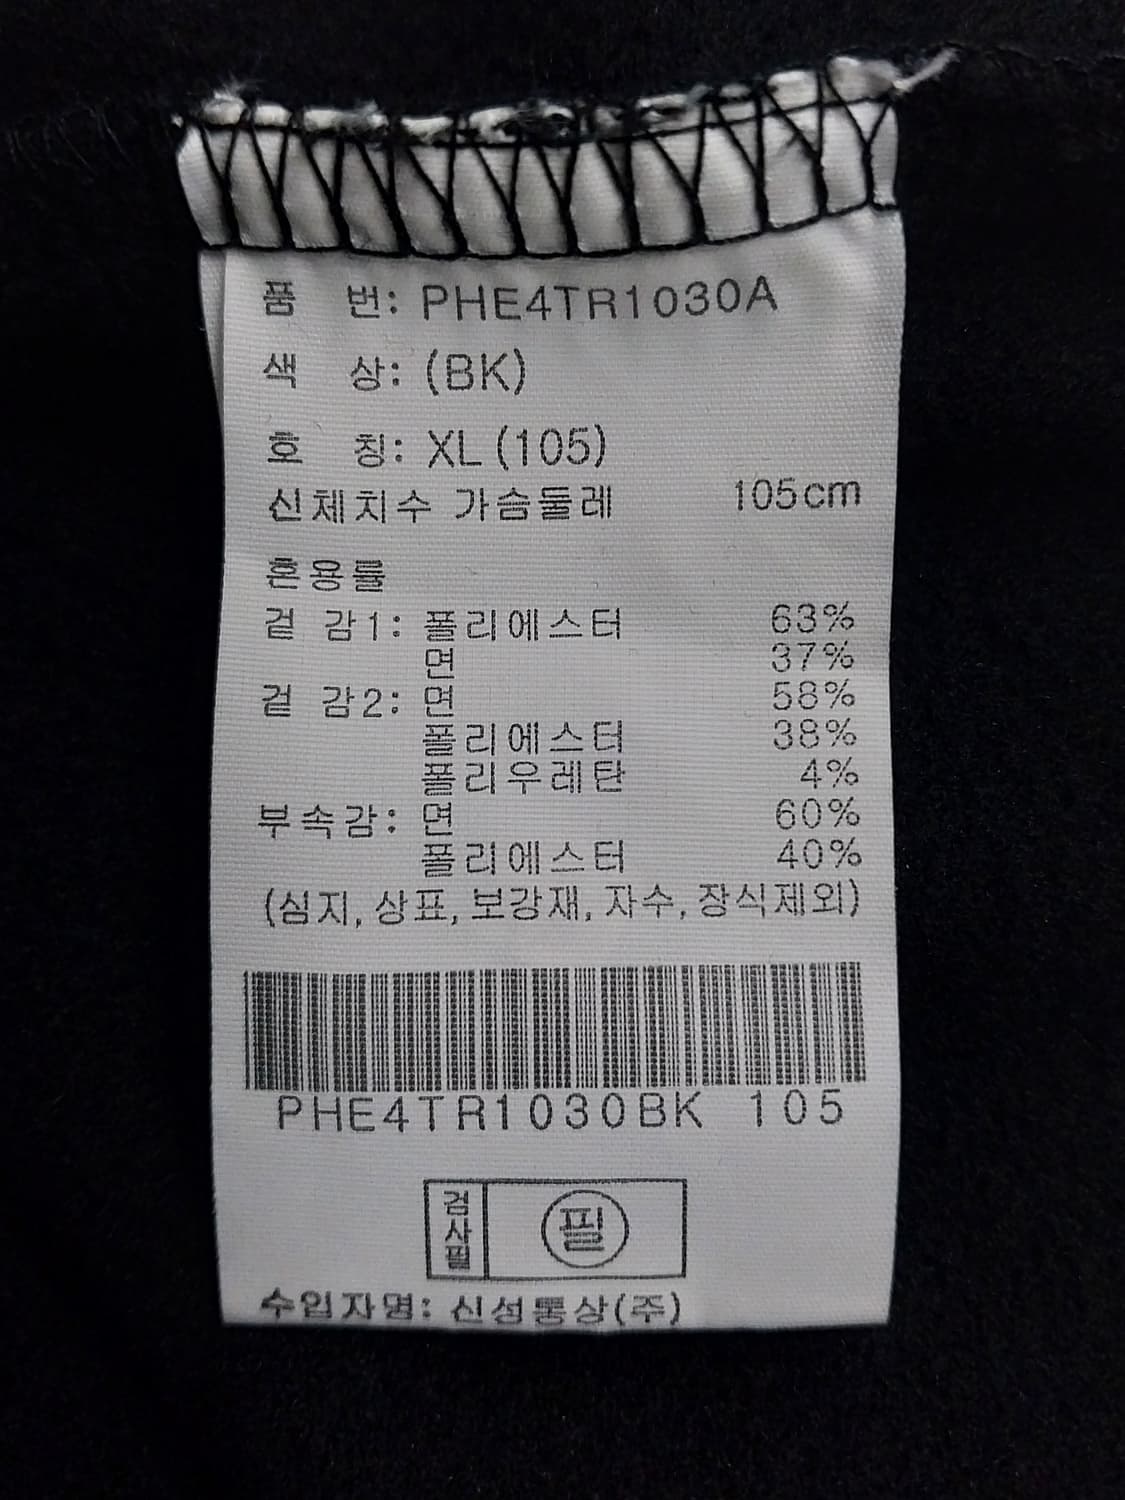 품 번: PHE4TR1030A
색 상: (BK)
호 칭: XL (105)
신체치수 가슴둘레 105cm
혼용률
겉 감1: 폴리에스터 63%
면 37%
겉 감2: 면 58%
폴리에스터 38%
폴리우레탄 4%
부속감: 면 60%
폴리에스터 40%
(심지, 상표, 보강재, 자수, 장식제외)
PHE4TR1030BK 105
검사필 필
수입자명: 신성통상(주)